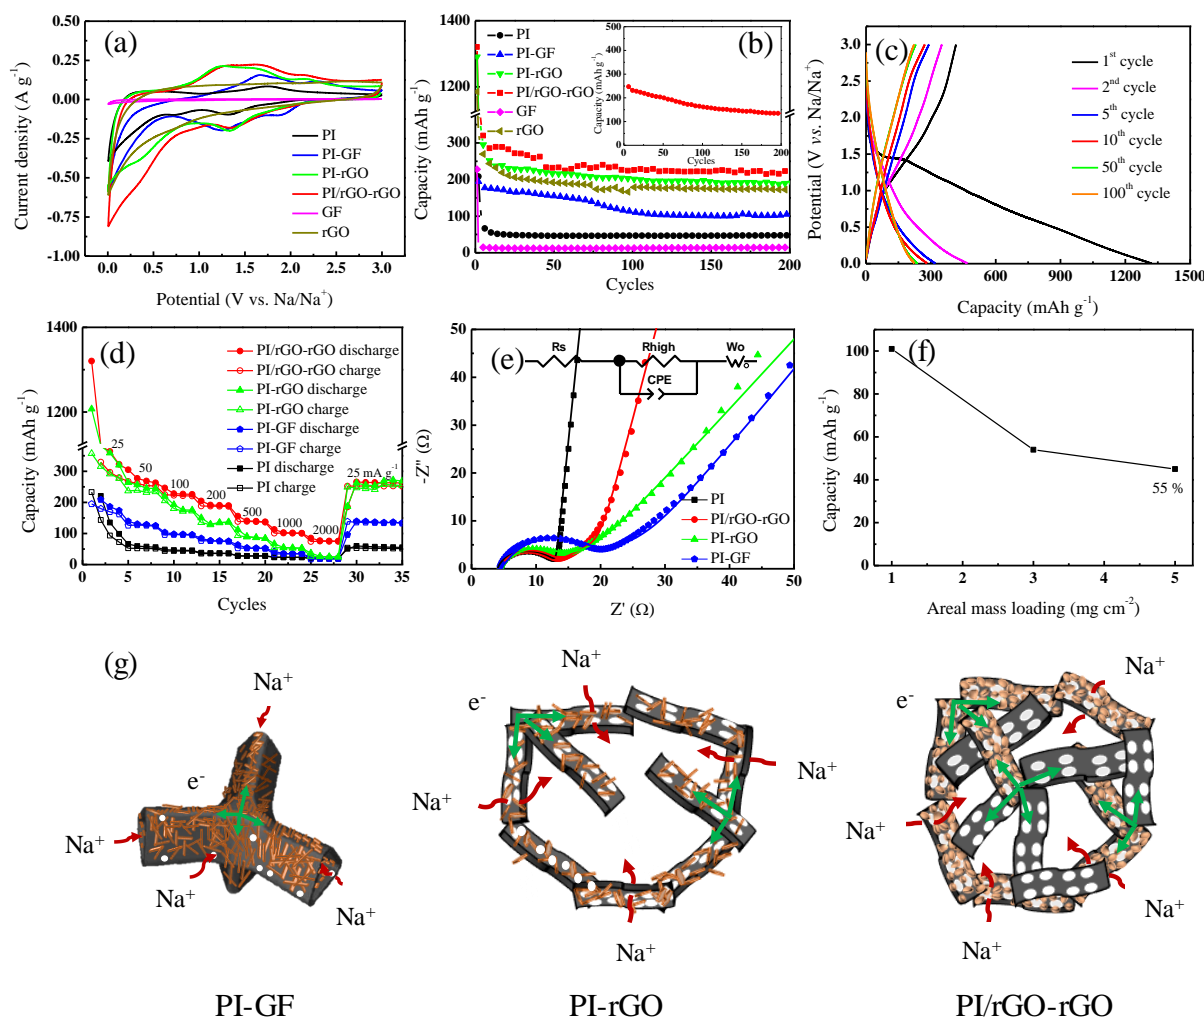 (a)
0.50
0.25
0.00
-0.25
-0.50
-0.75
-1.00
Current density (A g⁻¹)
0.0 0.5 1.0 1.5 2.0 2.5 3.0
Potential (V vs. Na/Na⁺)
PI
PI-GF
PI-rGO
PI/rGO-rGO
GF
rGO
(b)
1400
1300
1200
400
300
200
100
0
Capacity (mAh g⁻¹)
0 50 100 150 200
Cycles
PI
PI-GF
PI-rGO
PI/rGO-rGO
GF
rGO
500
400
300
200
100
0
Capacity (mAh g⁻¹)
0 50 100 150 200
Cycles
(c)
3.0
2.5
2.0
1.5
1.0
0.5
0.0
Potential (V vs. Na/Na⁺)
0 300 600 900 1200 1500
Capacity (mAh g⁻¹)
1ˢᵗ cycle
2ⁿᵈ cycle
5ᵗʰ cycle
10ᵗʰ cycle
50ᵗʰ cycle
100ᵗʰ cycle
(d)
1400
1200
300
200
100
0
Capacity (mAh g⁻¹)
0 5 10 15 20 25 30 35
Cycles
PI/rGO-rGO discharge
PI/rGO-rGO charge
PI-rGO discharge
PI-rGO charge
PI-GF discharge
PI-GF charge
PI discharge
PI charge
25
50
100
200
500
1000
2000
25 mA g⁻¹
(e)
50
40
30
20
10
0
-Z'' (Ω)
0 10 20 30 40 50
Z' (Ω)
Rs
Rhigh
Wo
CPE
PI
PI/rGO-rGO
PI-rGO
PI-GF
(f)
100
80
60
40
20
0
Capacity (mAh g⁻¹)
1 2 3 4 5
Areal mass loading (mg cm⁻²)
55 %
(g)
Na⁺
e⁻
Na⁺
Na⁺
Na⁺
PI-GF
Na⁺
e⁻
Na⁺
Na⁺
Na⁺
PI-rGO
Na⁺
e⁻
Na⁺
Na⁺
Na⁺
PI/rGO-rGO